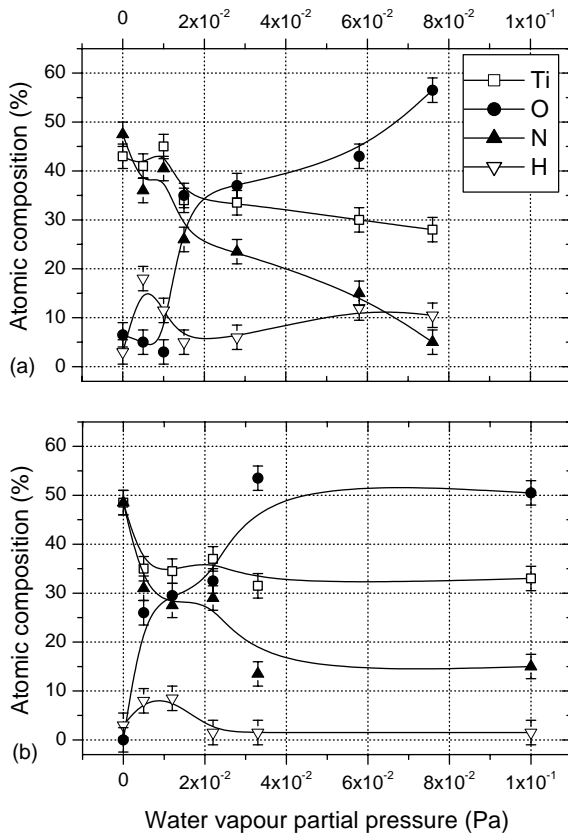 0 2x10⁻² 4x10⁻² 6x10⁻² 8x10⁻² 1x10⁻¹
60
50
40
30
20
10
0
Atomic composition (%)
Ti
O
N
H
(a)
60
50
40
30
20
10
0
Atomic composition (%)
(b)
0 2x10⁻² 4x10⁻² 6x10⁻² 8x10⁻² 1x10⁻¹
Water vapour partial pressure (Pa)